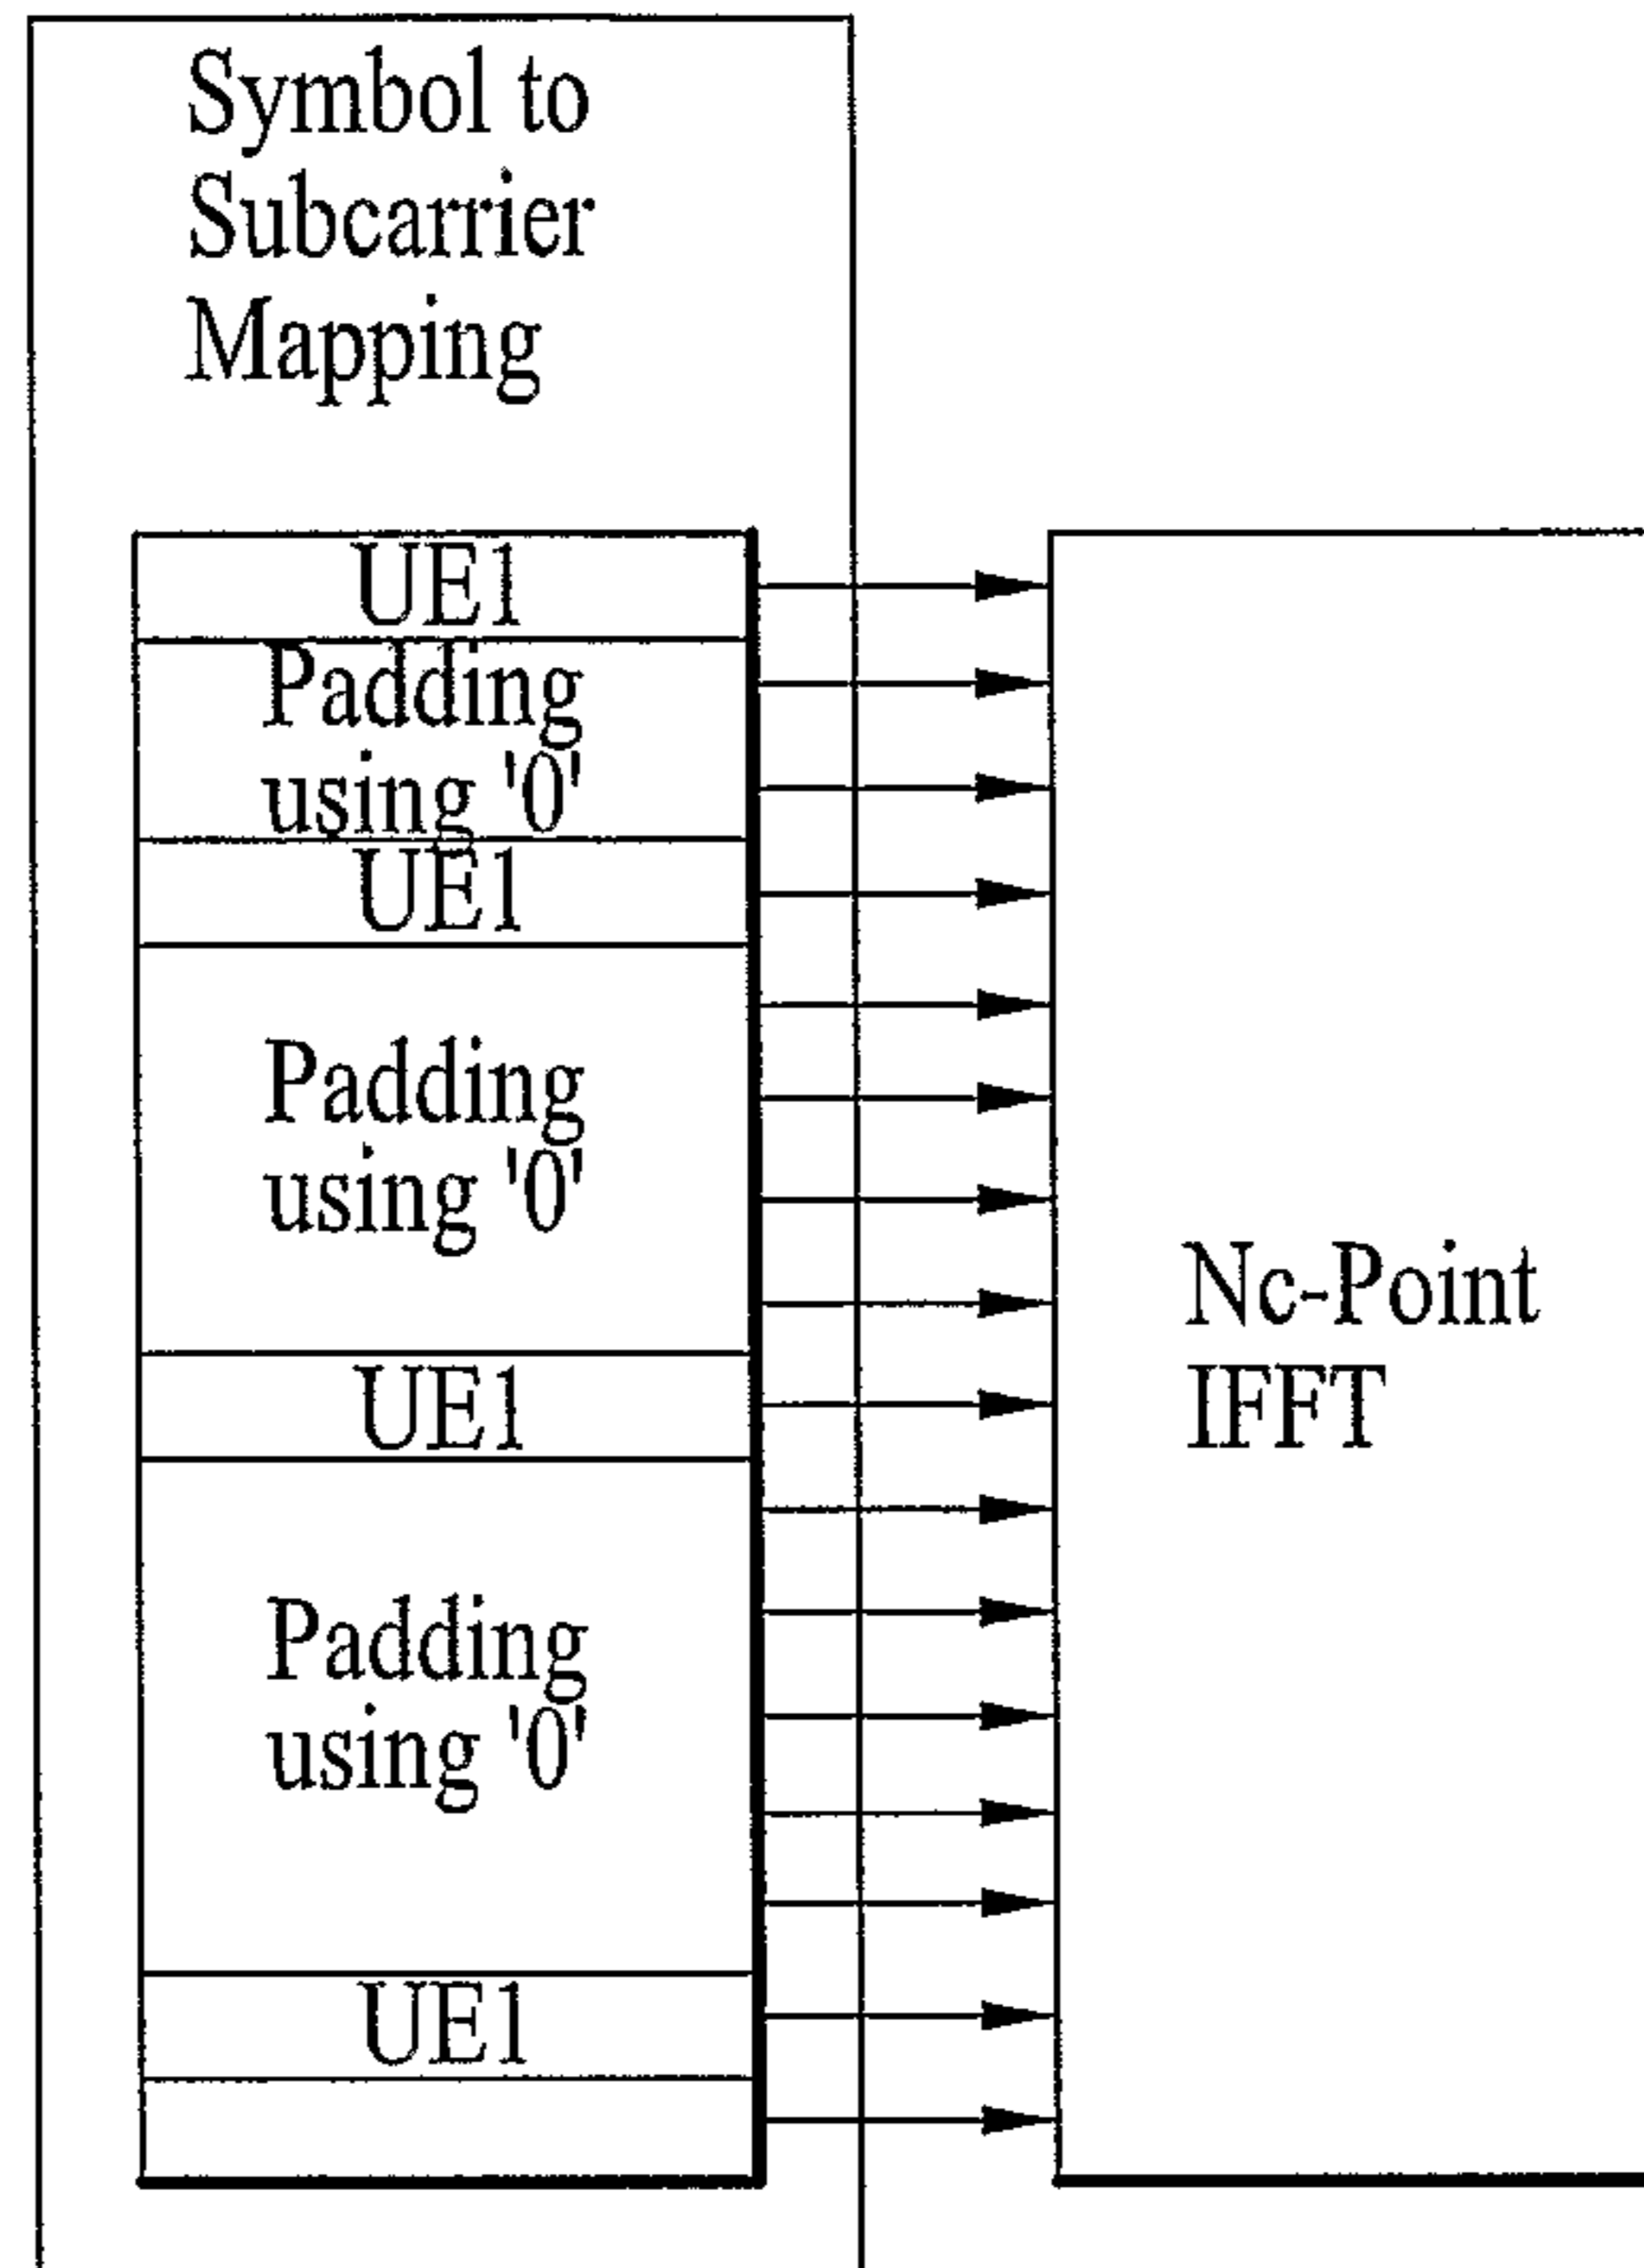 Symbol to
Subcarrier
Mapping
UE1
Padding
using '0'
UE1
Padding
using '0'
UE1
Padding
using '0'
UE1
Nc-Point
IFFT